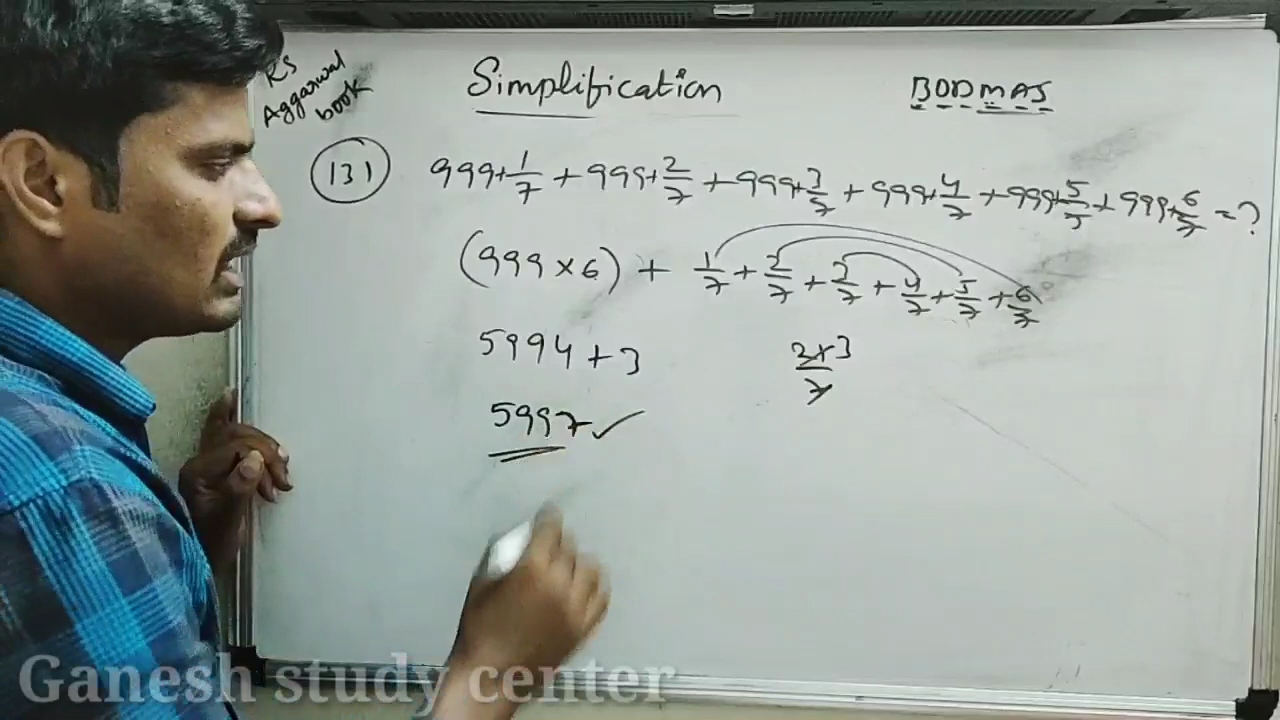 RS
Aggarwal
book
Simplification
BODMAS
131
999+1/7 + 999+2/7 + 999+3/7 + 999+4/7 + 999+5/5 + 999+6/7 = ?
(999×6) + 1/7 + 2/7 + 3/7 + 4/7 + 5/7 + 6/7
5994+3
7×3/7
5997✓
Ganesh study center